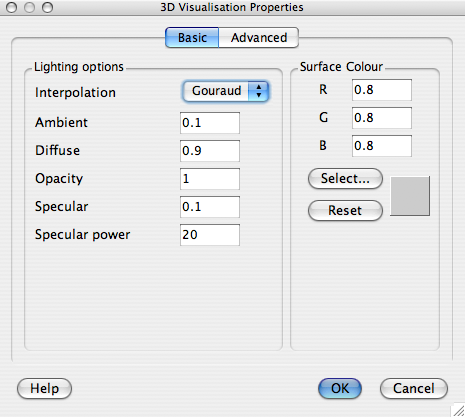 3D Visualisation Properties
Basic
Advanced
Lighting options
Interpolation
Gouraud
Ambient
0.1
Diffuse
0.9
Opacity
1
Specular
0.1
Specular power
20
Surface Colour
R
0.8
G
0.8
B
0.8
Select...
Reset
Help
OK
Cancel